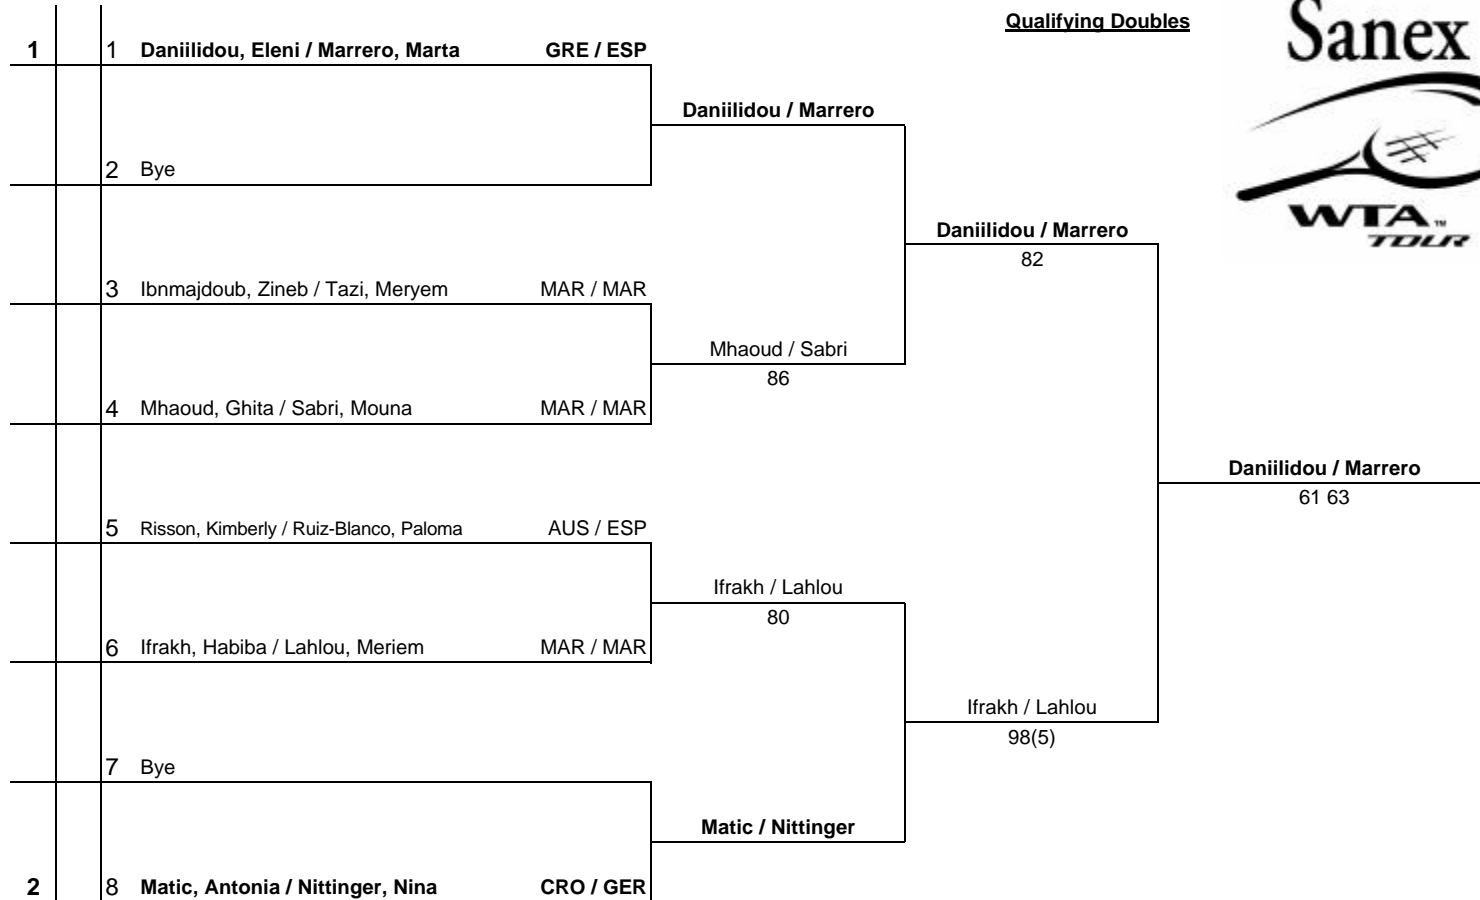 Qualifying Doubles
Sanex
WTA™
TOUR
1 1 Daniilidou, Eleni / Marrero, Marta GRE / ESP
Daniilidou / Marrero
2 Bye
Daniilidou / Marrero
82
3 Ibnmajdoub, Zineb / Tazi, Meryem MAR / MAR
Mhaoud / Sabri
86
4 Mhaoud, Ghita / Sabri, Mouna MAR / MAR
Daniilidou / Marrero
61 63
5 Risson, Kimberly / Ruiz-Blanco, Paloma AUS / ESP
Ifrakh / Lahlou
80
6 Ifrakh, Habiba / Lahlou, Meriem MAR / MAR
Ifrakh / Lahlou
98(5)
7 Bye
Matic / Nittinger
2 8 Matic, Antonia / Nittinger, Nina CRO / GER